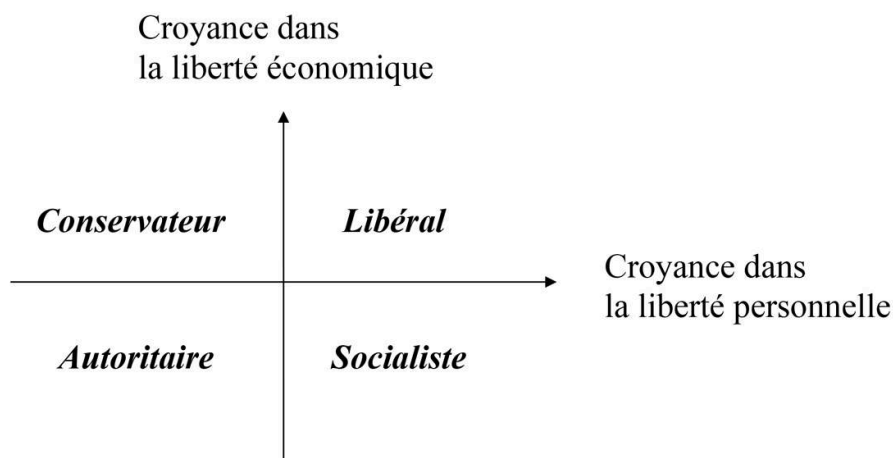 Croyance dans
la liberté économique
Conservateur
Libéral
Croyance dans
la liberté personnelle
Autoritaire
Socialiste